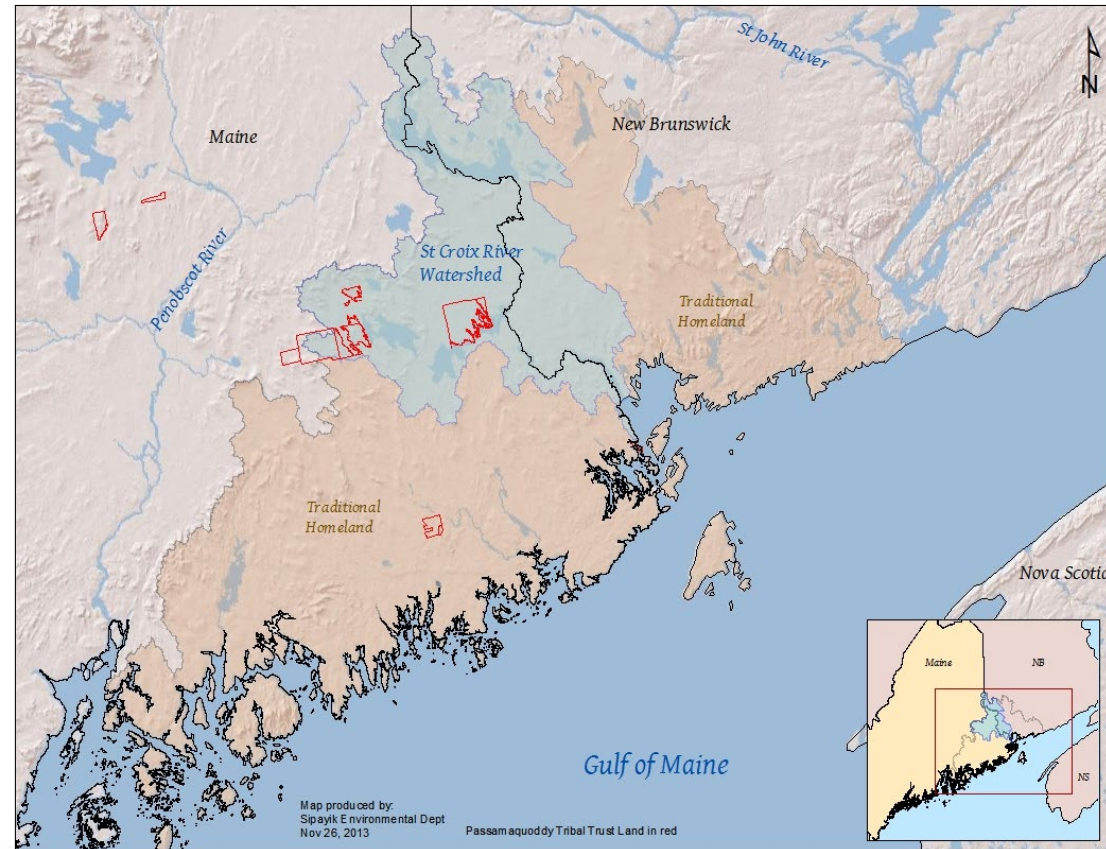 St John River
N
Maine
New Brunswick
Penobscot River
St Croix River
Watershed
Traditional
Homeland
Traditional
Homeland
Nova Scotia
Maine
NB
NS
Gulf of Maine
Map produced by:
Sipayik Environmental Dept
Nov 26, 2013
Passamaquoddy Tribal Trust Land in red